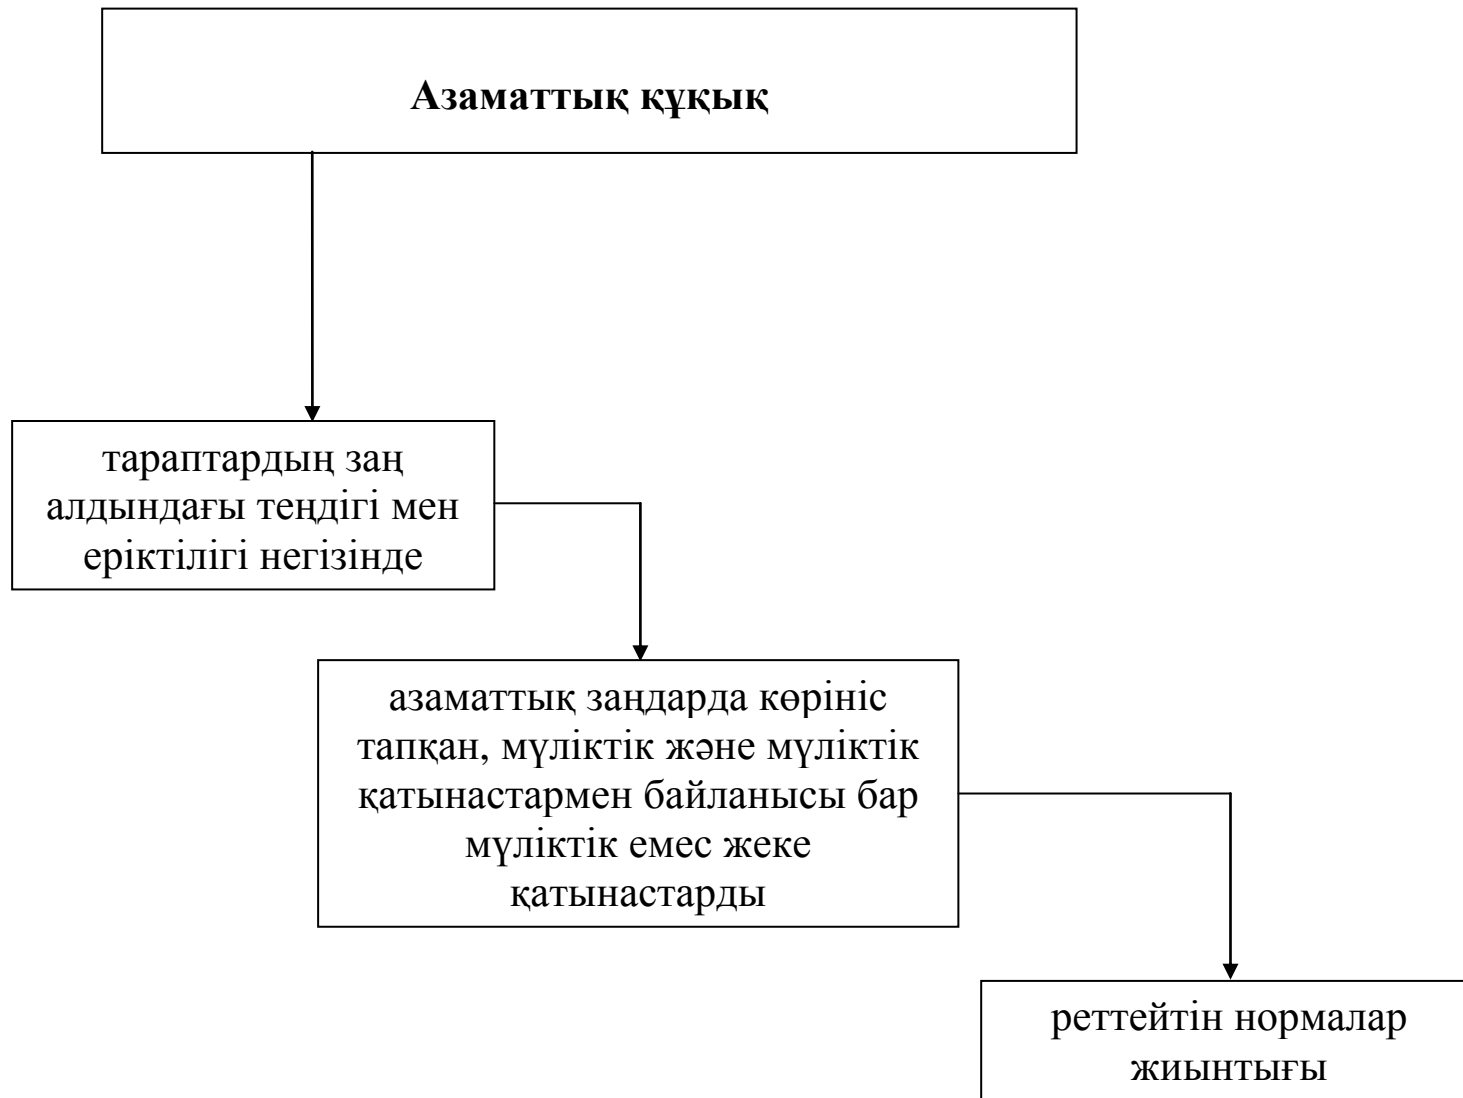 Азаматтық құқық
тараптардың заң
алдындағы теңдігі мен
еріктілігі негізінде
азаматтық заңдарда көрініс
тапқан, мүліктік және мүліктік
қатынастармен байланысы бар
мүліктік емес жеке
қатынастарды
реттейтін нормалар
жиынтығы